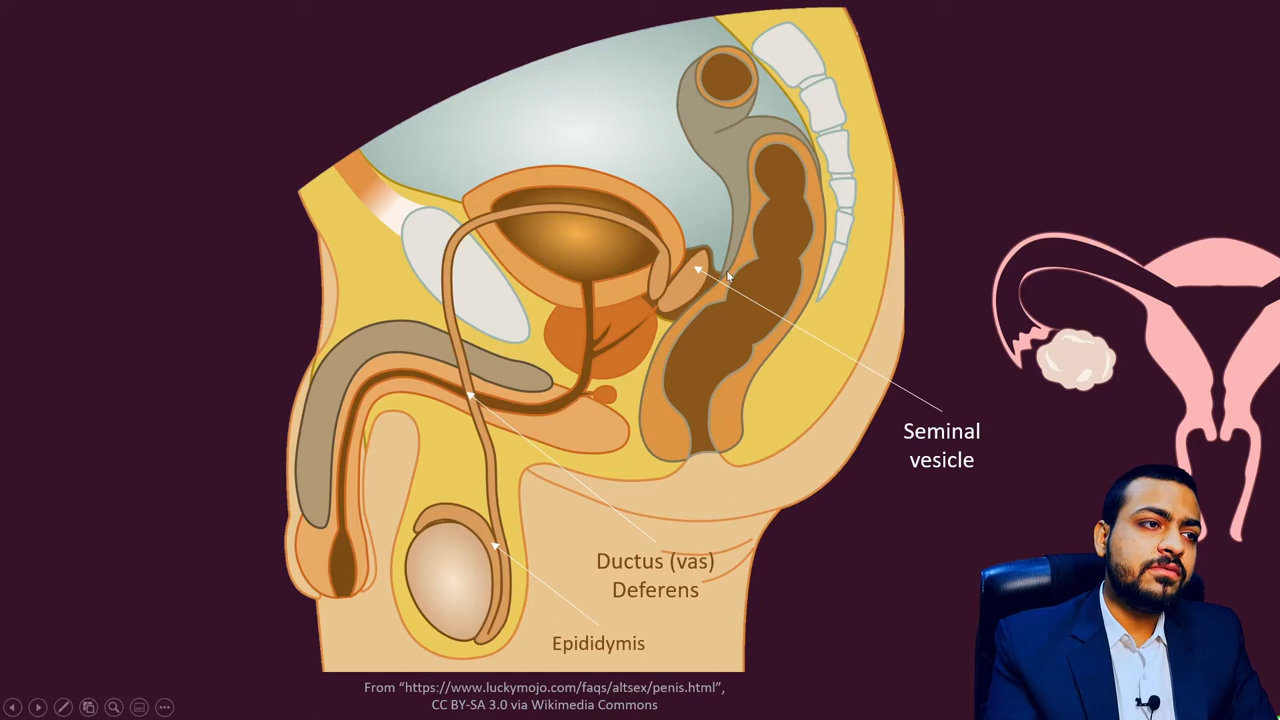 Seminal
vesicle
Ductus (vas)
Deferens
Epididymis
From “https://www.luckymojo.com/faqs/altsex/penis.html”,
CC BY-SA 3.0 via Wikimedia Commons